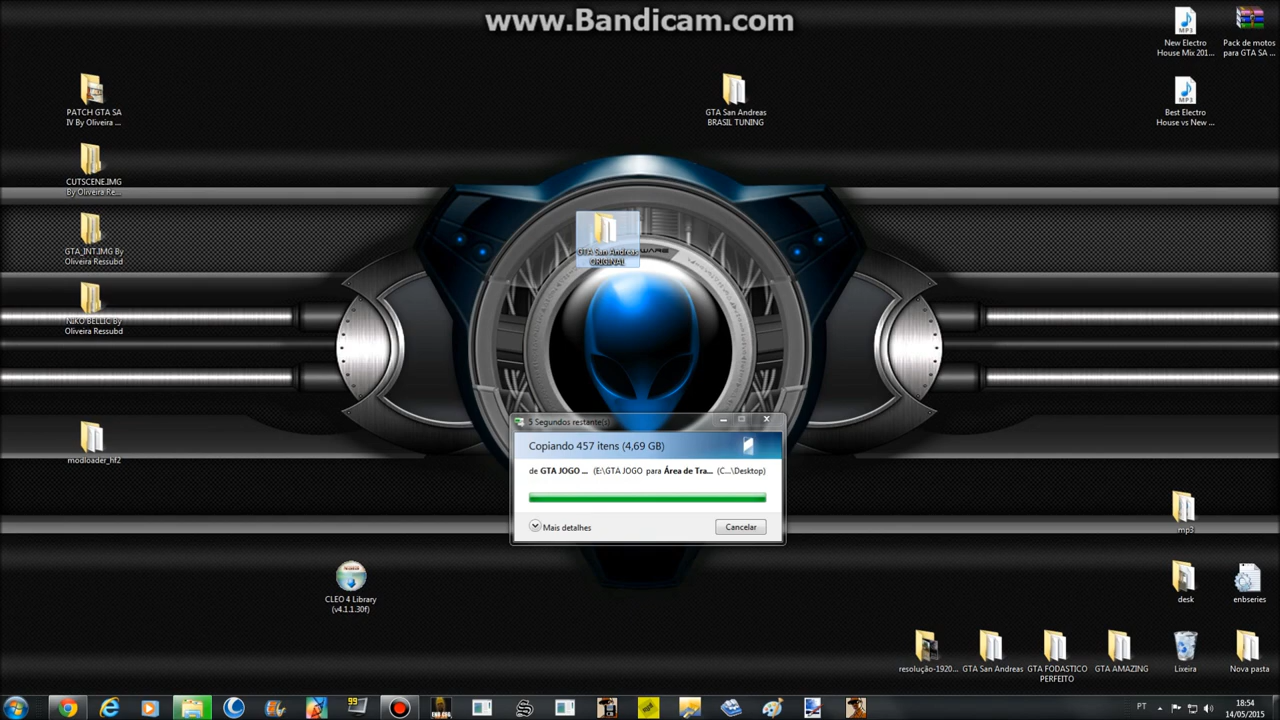 www.Bandicam.com
New Electro
House Mix 201...
Pack de motos
para GTA SA ...
PATCH GTA SA
IV By Oliveira ...
GTA San Andreas
BRASIL TUNING
Best Electro
House vs New ...
CUTSCENE.IMG
By Oliveira Re...
GTA_INT.IMG By
Oliveira Ressubd
GTA San Andreas
ORIGINAL
WARE
NIKO BELLIC By
Oliveira Ressubd
modloader_hf2
5 Segundos restante(s)
Copiando 457 itens (4,69 GB)
de GTA JOGO ... (E:\GTA JOGO para Área de Tra... (C...\Desktop)
Mais detalhes
Cancelar
mp3
CLEO 4 Library
(v4.1.1.30f)
desk
enbseries
resolução-1920...
GTA San Andreas
GTA FODASTICO
PERFEITO
GTA AMAZING
Lixeira
Nova pasta
99
PT
18:54
14/05/2015